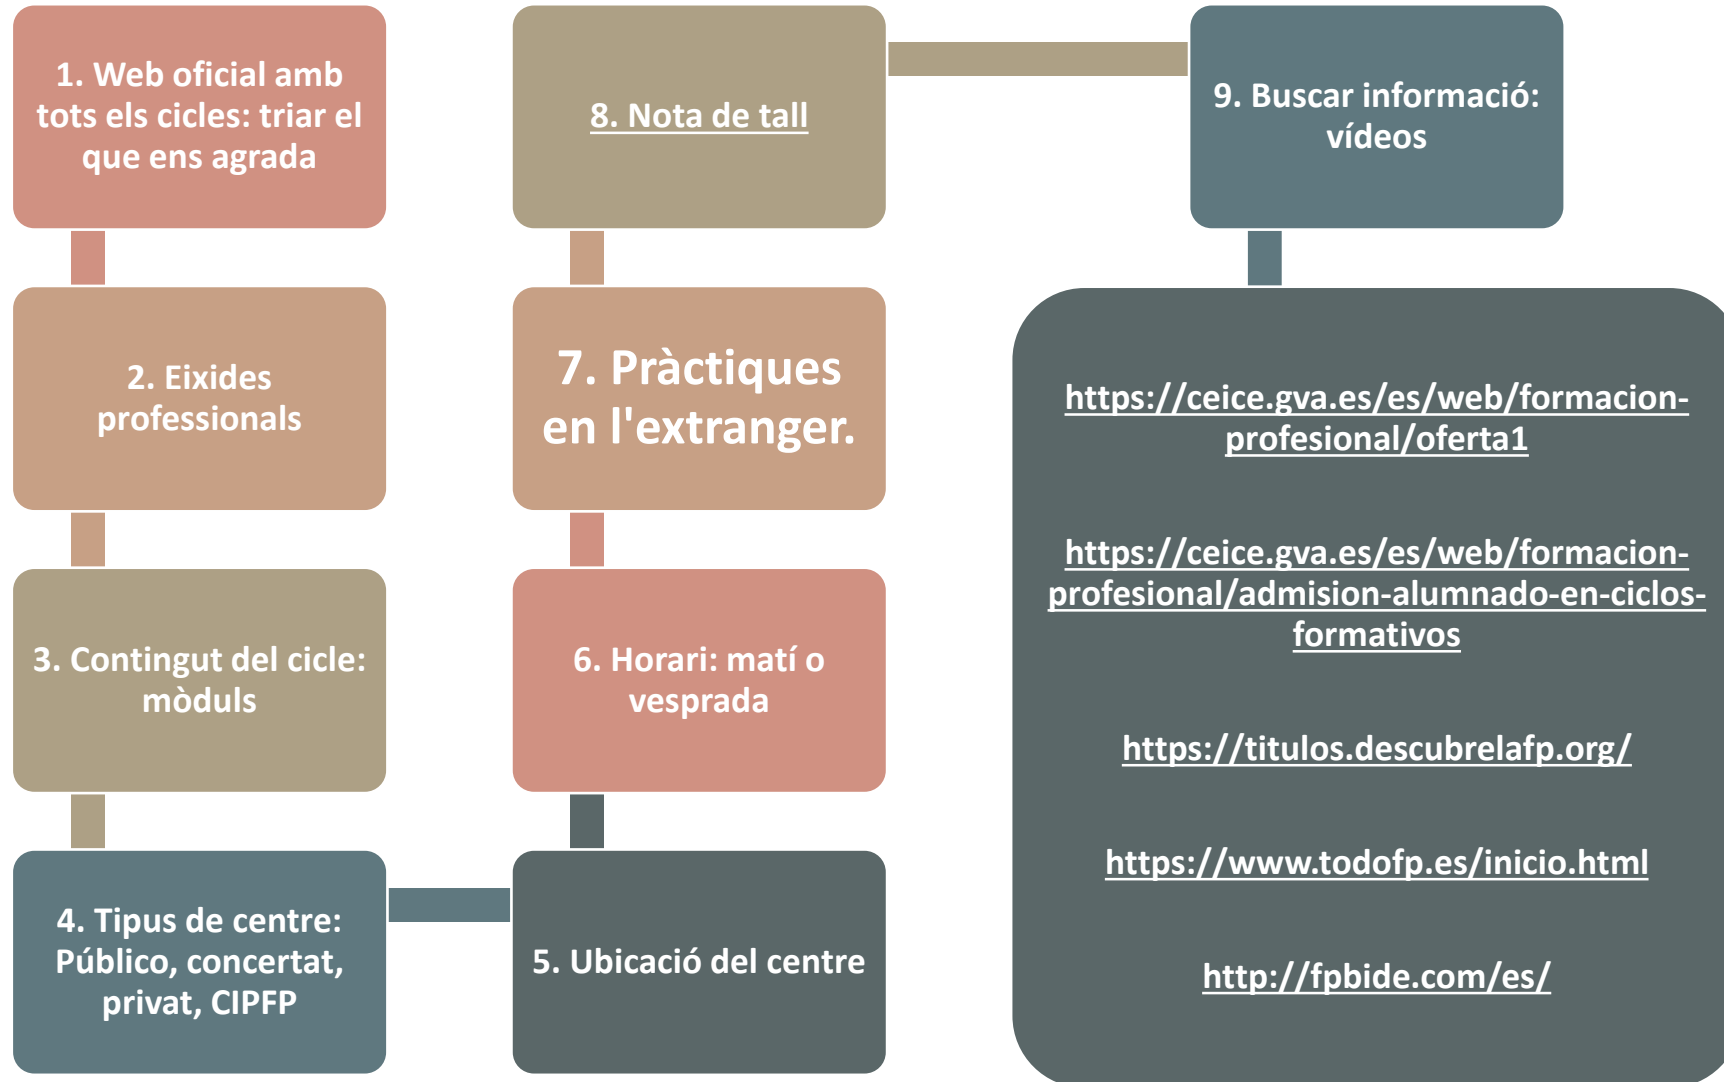 1. Web oficial amb
tots els cicles: triar el
que ens agrada
2. Eixides
professionals
3. Contingut del cicle:
mòduls
4. Tipus de centre:
Público, concertat,
privat, CIPFP
5. Ubicació del centre
6. Horari: matí o
vesprada
7. Pràctiques
en l'extranger.
8. Nota de tall
9. Buscar informació:
vídeos
https://ceice.gva.es/es/web/formacion-
profesional/oferta1
https://ceice.gva.es/es/web/formacion-
profesional/admision-alumnado-en-ciclos-
formativos
https://titulos.descubrelafp.org/
https://www.todofp.es/inicio.html
http://fpbide.com/es/